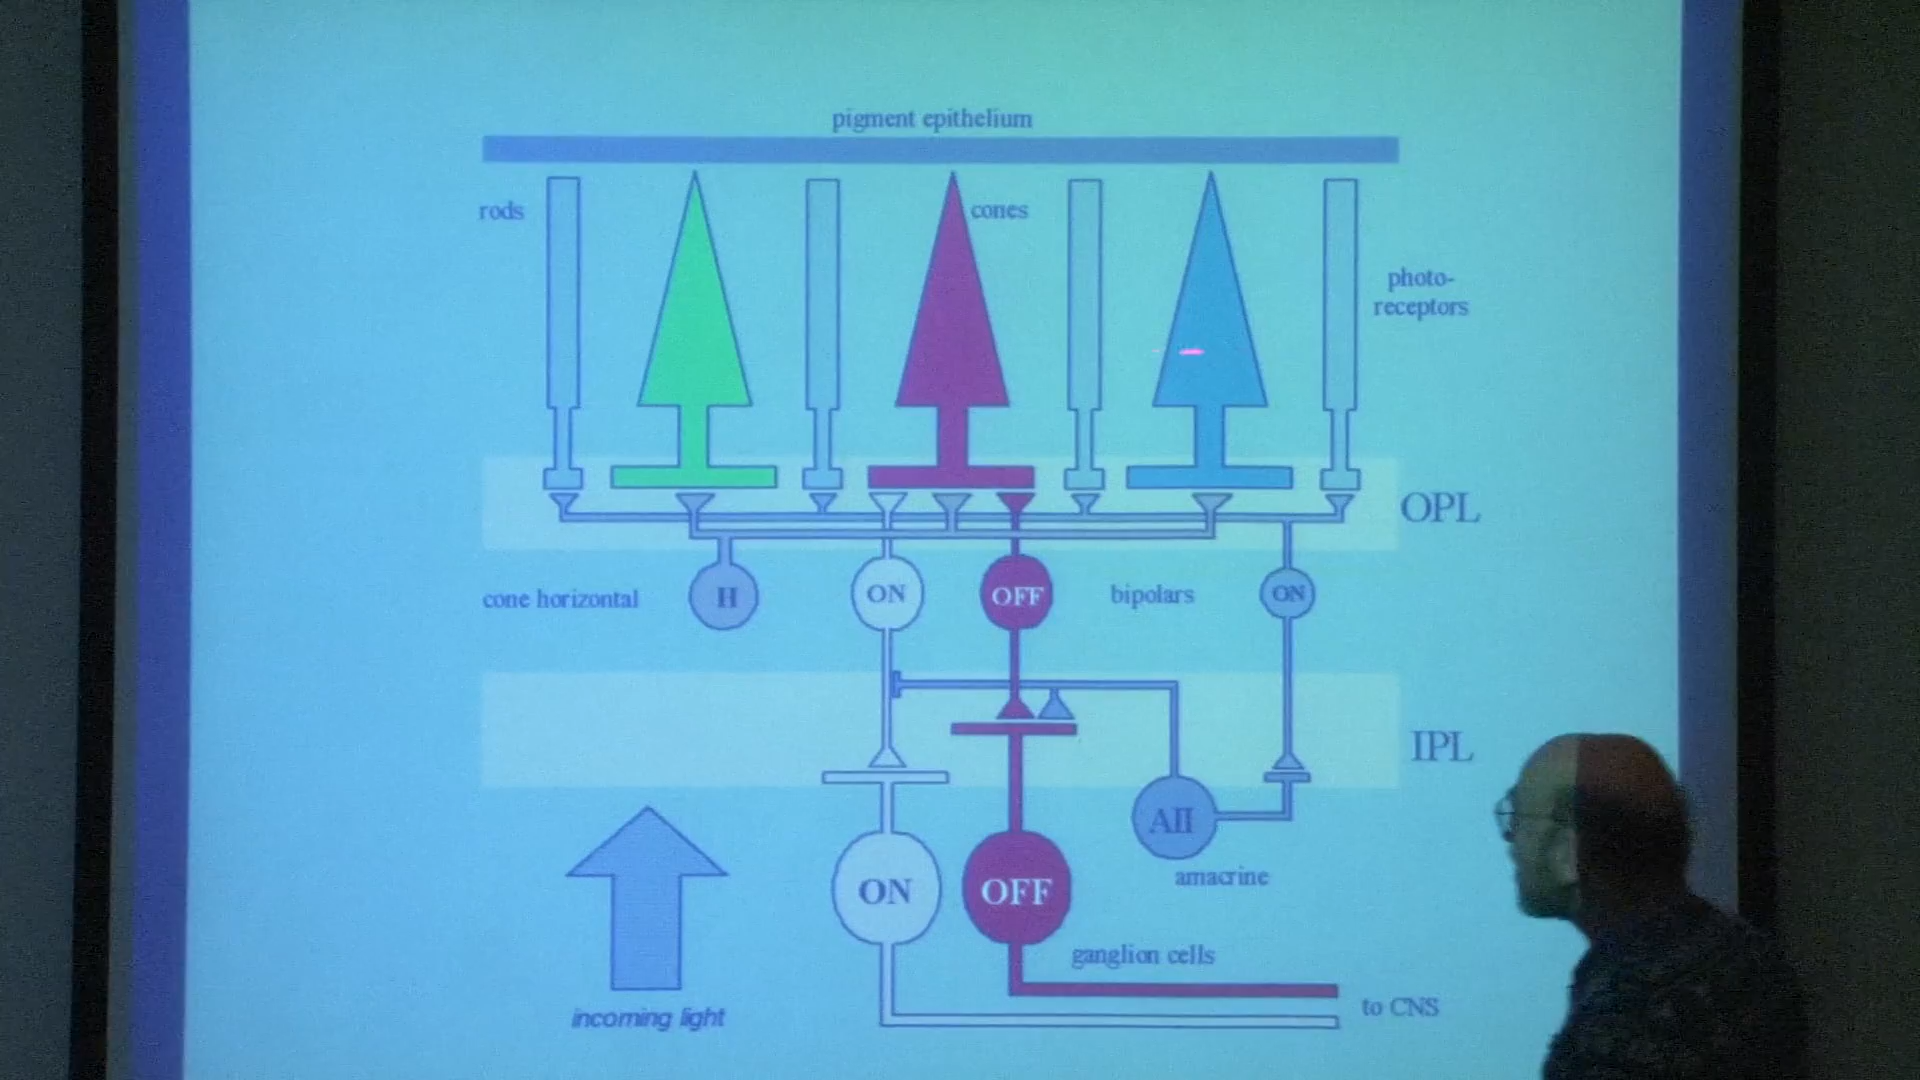 pigment epithelium
rods
cones
photo-
receptors
OPL
cone horizontal
H
ON
OFF
bipolars
ON
IPL
AII
amacrine
ON
OFF
ganglion cells
to CNS
incoming light